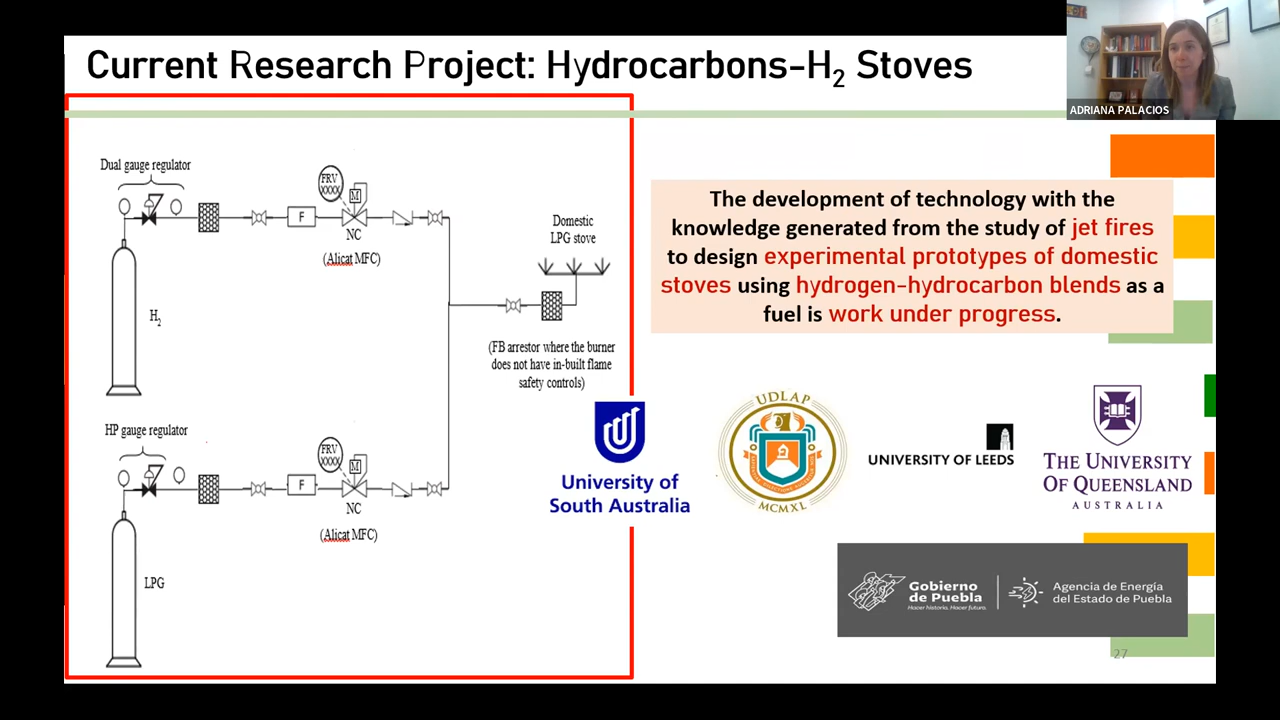 Current Research Project: Hydrocarbons-H2 Stoves
ADRIANA PALACIOS
Dual gauge regulator
FRV
XXXX
M
F
NC
(Alicat MFC)
H2
Domestic
LPG stove
(FB arrestor where the burner
does not have in-built flame
safety controls)
HP gauge regulator
FRV
XXXX
M
F
NC
(Alicat MFC)
LPG
The development of technology with the
knowledge generated from the study of jet fires
to design experimental prototypes of domestic
stoves using hydrogen-hydrocarbon blends as a
fuel is work under progress.
University of
South Australia
UDLAP
MCMXL
UNIVERSITY OF LEEDS
THE UNIVERSITY
OF QUEENSLAND
AUSTRALIA
Gobierno
de Puebla
Hacer historia. Hacer futuro.
Agencia de Energía
del Estado de Puebla
27